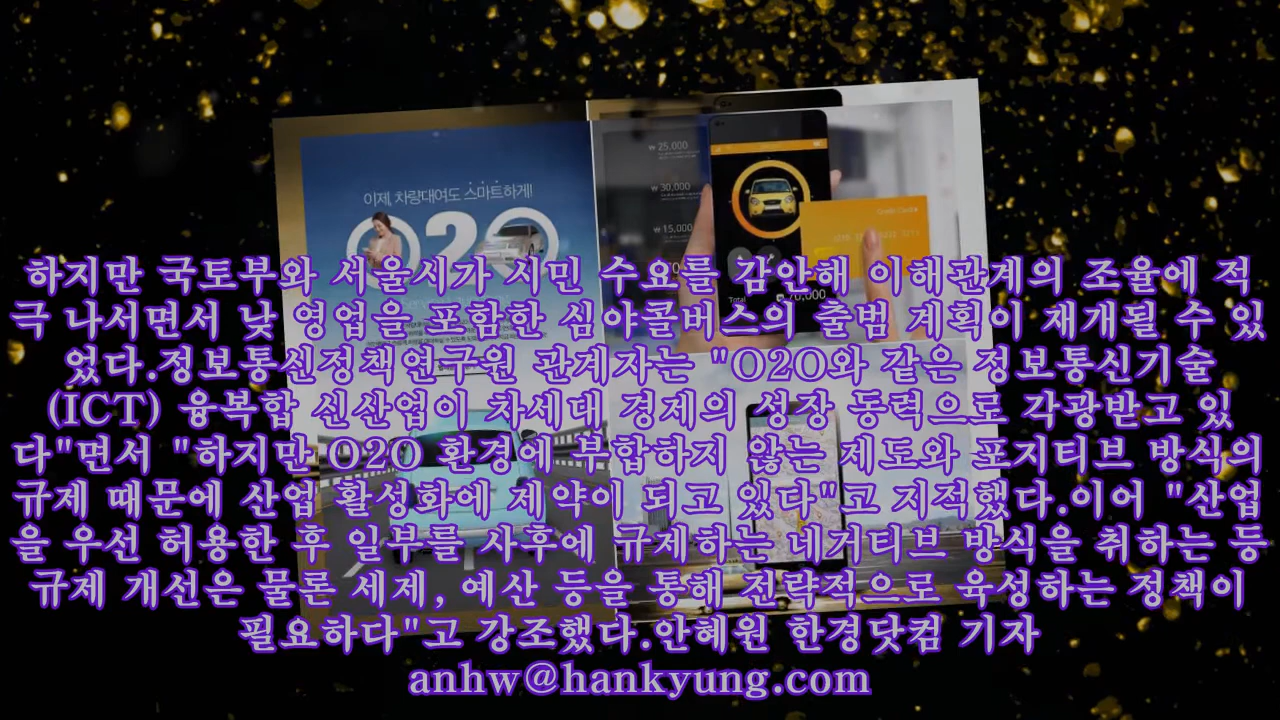 이제, 차량대여도 스마트하게!
O2O
₩ 25,000
₩ 30,000
₩ 15,000
Credit Card
Total
₩ 70,000
하지만 국토부와 서울시가 시민 수요를 감안해 이해관계의 조율에 적
극 나서면서 낮 영업을 포함한 심야콜버스의 출범 계획이 재개될 수 있
었다.정보통신정책연구원 관계자는 "O2O와 같은 정보통신기술
(ICT) 융복합 신산업이 차세대 경제의 성장 동력으로 각광받고 있
다"면서 "하지만 O2O 환경에 부합하지 않는 제도와 포지티브 방식의
규제 때문에 산업 활성화에 제약이 되고 있다"고 지적했다.이어 "산업
을 우선 허용한 후 일부를 사후에 규제하는 네거티브 방식을 취하는 등
규제 개선은 물론 세제, 예산 등을 통해 전략적으로 육성하는 정책이
필요하다"고 강조했다.안혜원 한경닷컴 기자
anhw@hankyung.com